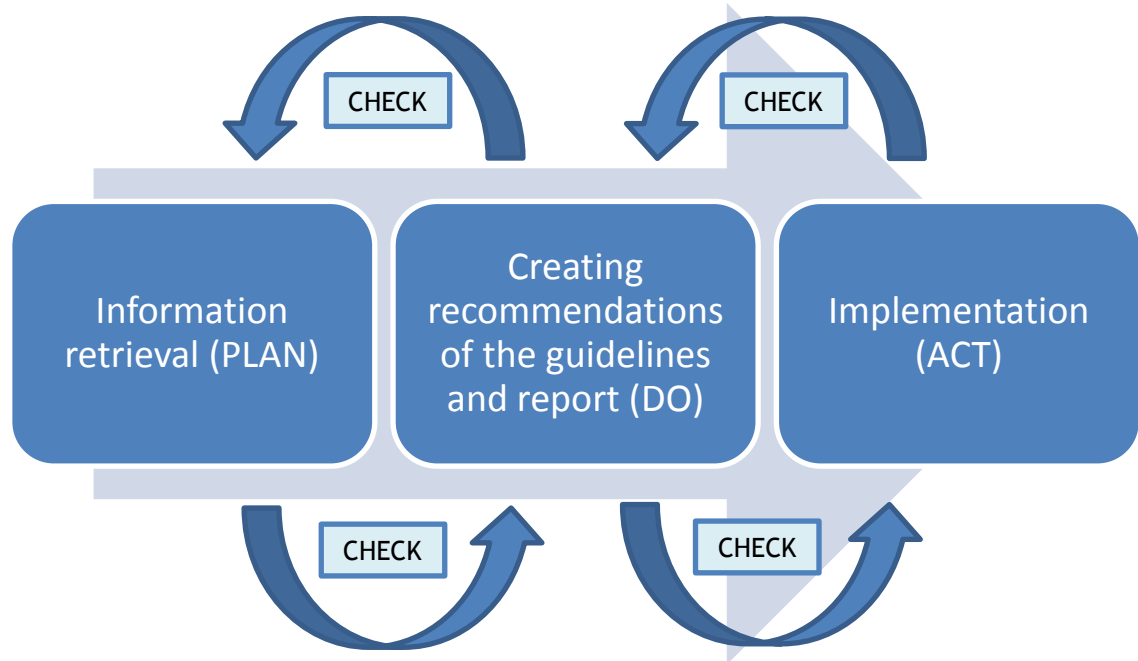 CHECK
CHECK
Information
retrieval (PLAN)
Creating
recommendations
of the guidelines
and report (DO)
Implementation
(ACT)
CHECK
CHECK